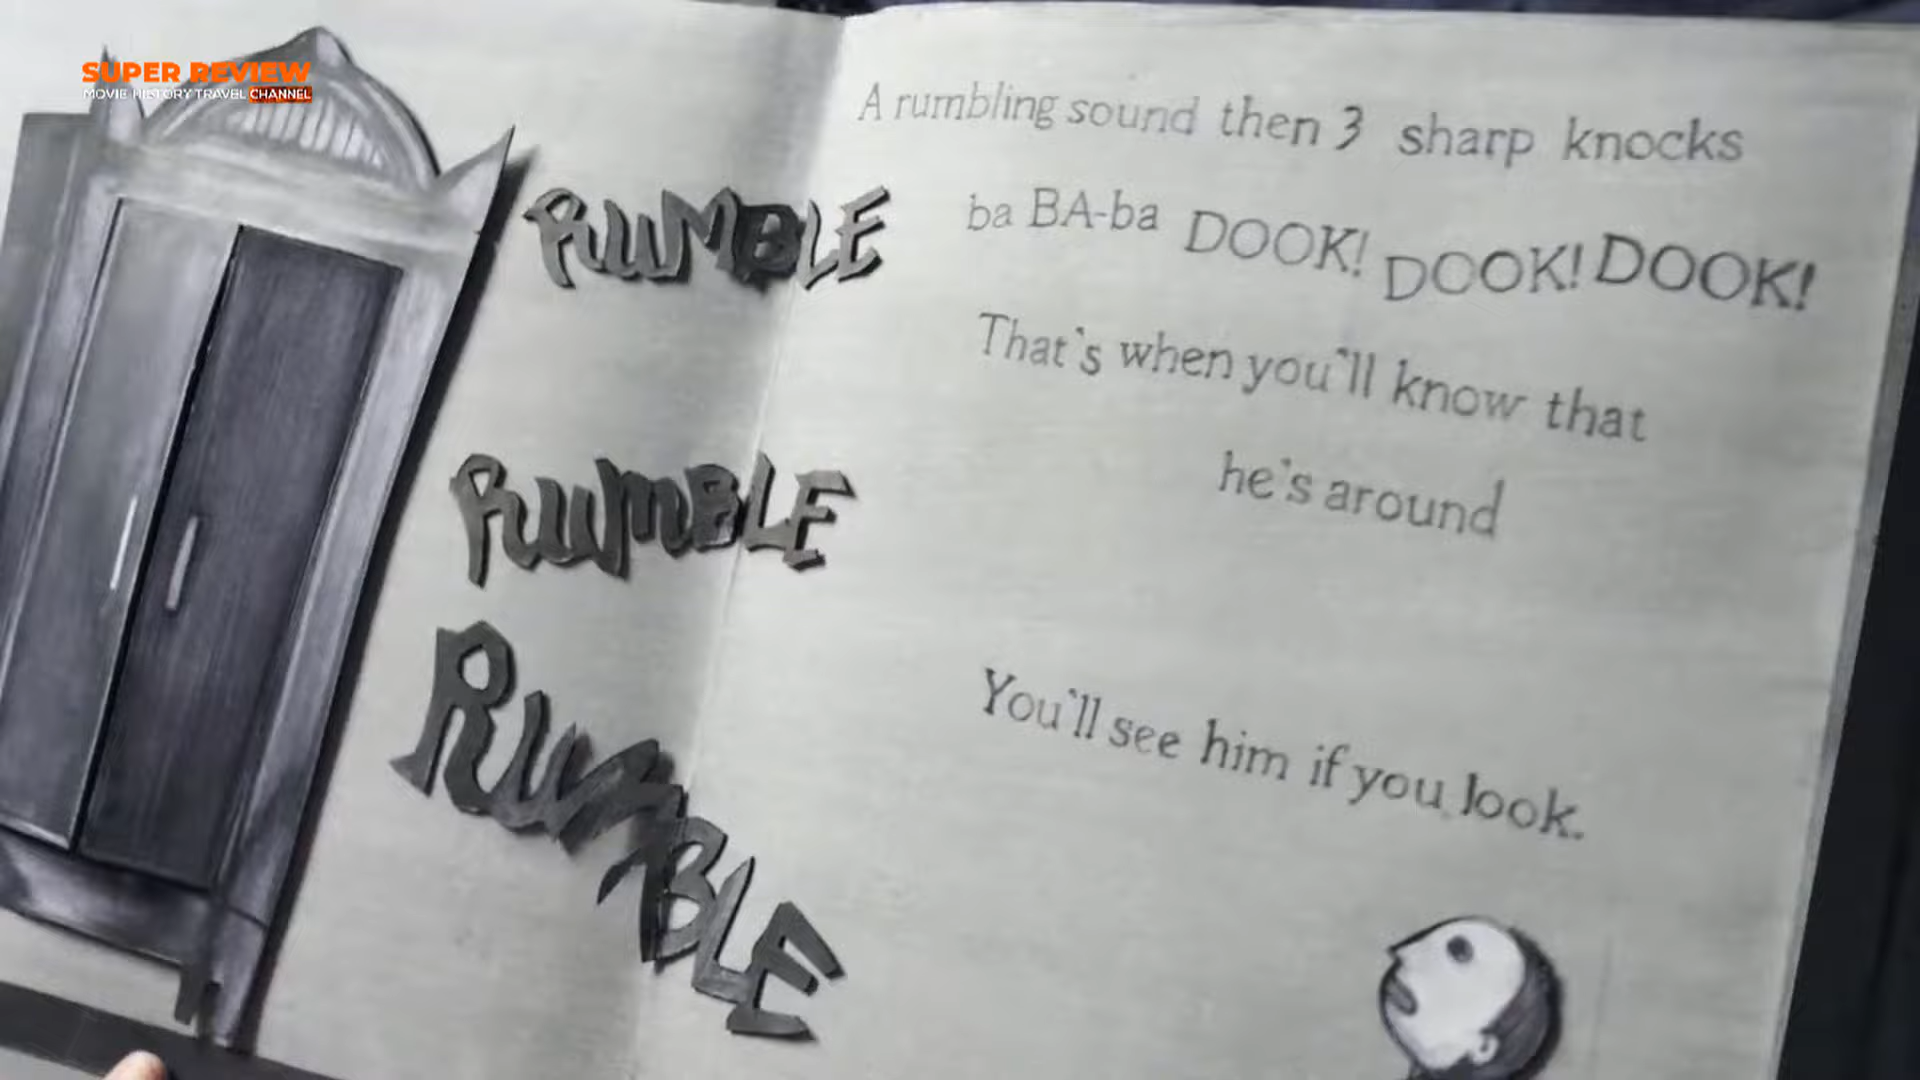 SUPER REVIEW
MOVIE HISTORY TRAVEL CHANNEL
RUMBLE
RUMBLE
RUMBLE
A rumbling sound then 3 sharp knocks
ba BA-ba DOOK! DOOK! DOOK!
That's when you'll know that
he's around
You'll see him if you look.